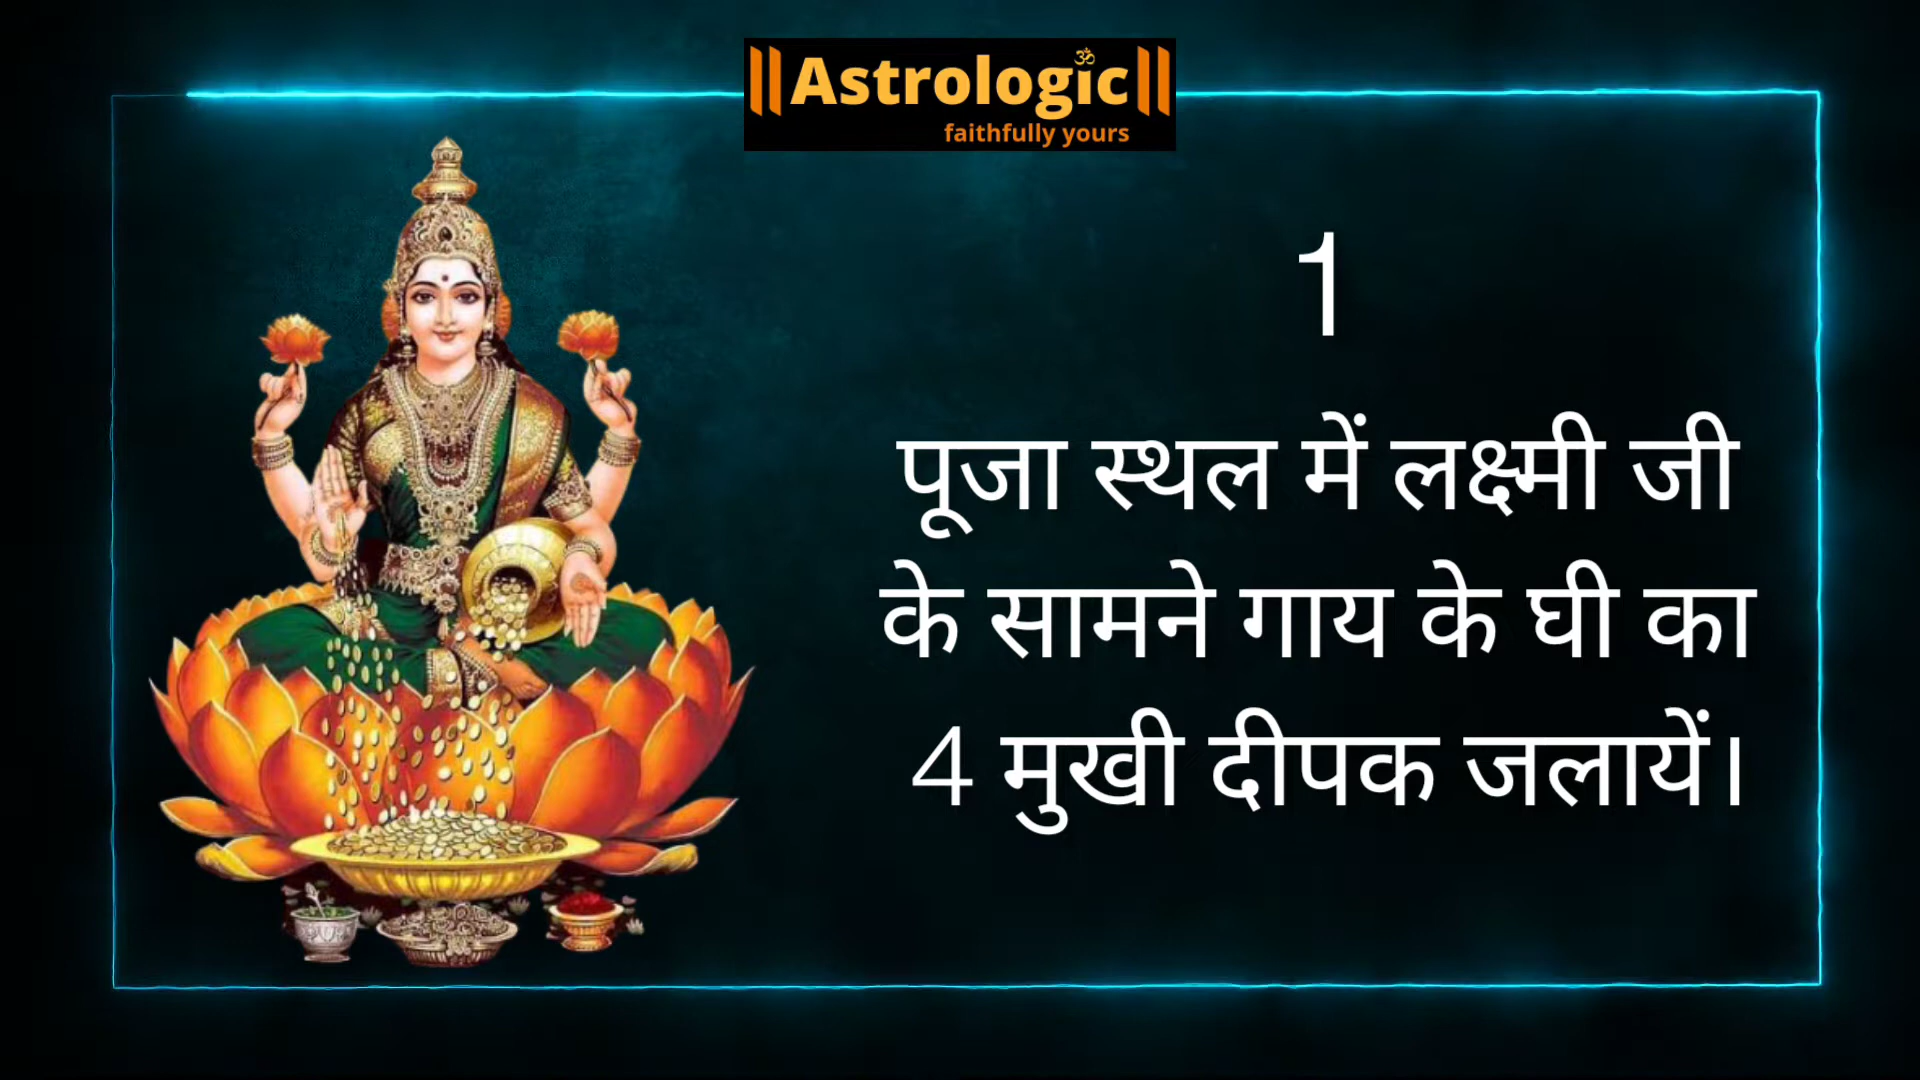 ||Astrologic||
ॐ
faithfully yours
1
पूजा स्थल में लक्ष्मी जी
के सामने गाय के घी का
4 मुखी दीपक जलायें।